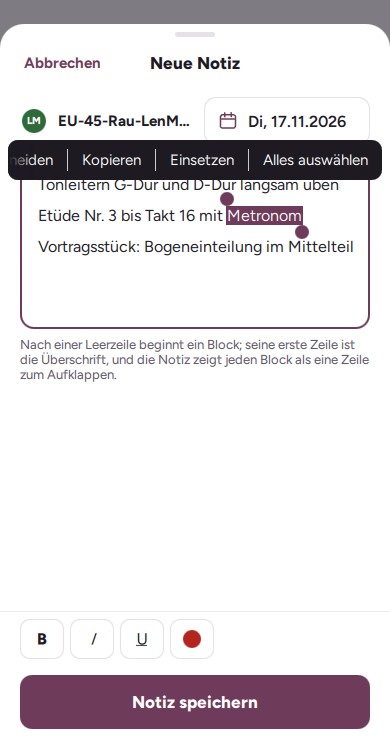 Abbrechen
Neue Notiz
LM
EU-45-Rau-LenM...
Di, 17.11.2026
Kopieren
Einsetzen
Alles auswählen
Tonleitern G-Dur und D-Dur langsam üben
Etüde Nr. 3 bis Takt 16 mit Metronom
Vortragsstück: Bogeneinteilung im Mittelteil
Nach einer Leerzeile beginnt ein Block; seine erste Zeile ist
die Überschrift, und die Notiz zeigt jeden Block als eine Zeile
zum Aufklappen.
B
I
U
Notiz speichern